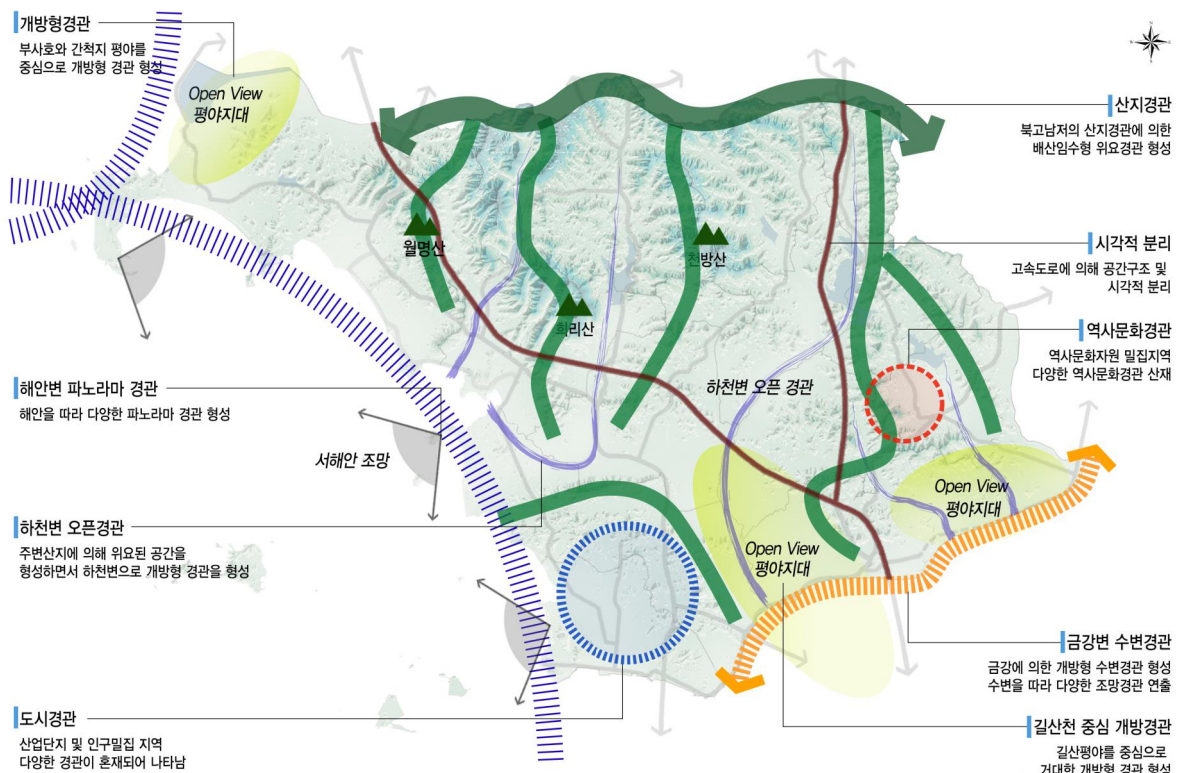 개방형경관
부사호와 간척지 평야를
중심으로 개방형 경관 형성
Open View
평야지대
산지경관
북고남저의 산지경관에 의한
배산임수형 위요경관 형성
월명산
천방산
희리산
시각적 분리
고속도로에 의해 공간구조 및
시각적 분리
역사문화경관
역사문화자원 밀집지역
다양한 역사문화경관 산재
해안변 파노라마 경관
해안을 따라 다양한 파노라마 경관 형성
서해안 조망
하천변 오픈 경관
Open View
평야지대
Open View
평야지대
하천변 오픈경관
주변산지에 의해 위요된 공간을
형성하면서 하천변으로 개방형 경관을 형성
금강변 수변경관
금강에 의한 개방형 수변경관 형성
수변을 따라 다양한 조망경관 연출
도시경관
산업단지 및 인구밀집 지역
다양한 경관이 혼재되어 나타남
길산천 중심 개방경관
길산평야를 중심으로
거대한 개방형 경관 형성